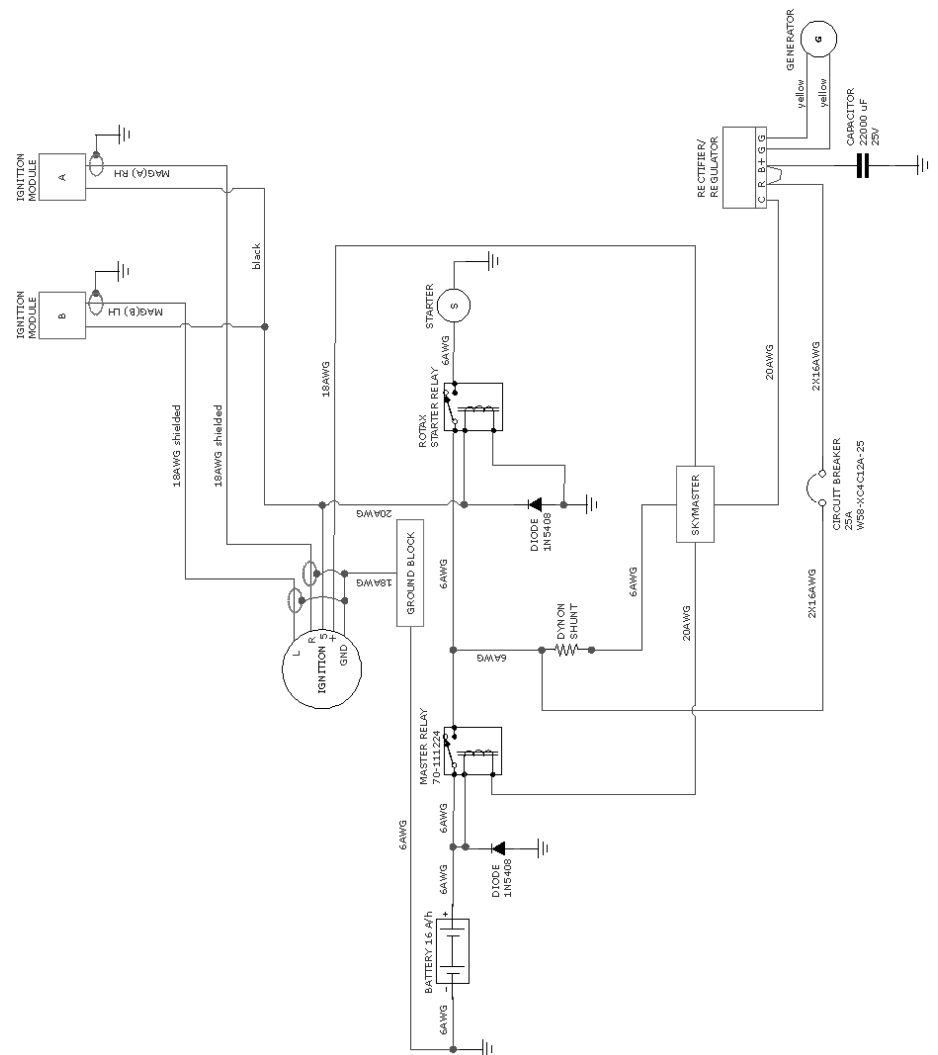 IGNITION
MODULE
A
MAG(A) RH
IGNITION
MODULE
B
MAG(B) LH
black
18AWG shielded
18AWG shielded
18AWG
GENERATOR
G
yellow
yellow
RECTIFIER/
REGULATOR
C R B+ G G
CAPACITOR
22000 uF
25V
STARTER
S
6AWG
ROTAX
STARTER RELAY
20AWG
DIODE
1N5408
20AWG
2X16AWG
CIRCUIT BREAKER
25A
W58-XC4C12A-25
2X16AWG
SKYMASTER
6AWG
20AWG
DYNON
SHUNT
6AWG
6AWG
GROUND BLOCK
18AWG
IGNITION
L
R
S
+
GND
MASTER RELAY
70-111224
6AWG
6AWG
6AWG
DIODE
1N5408
BATTERY 16 A/h
+
-
6AWG